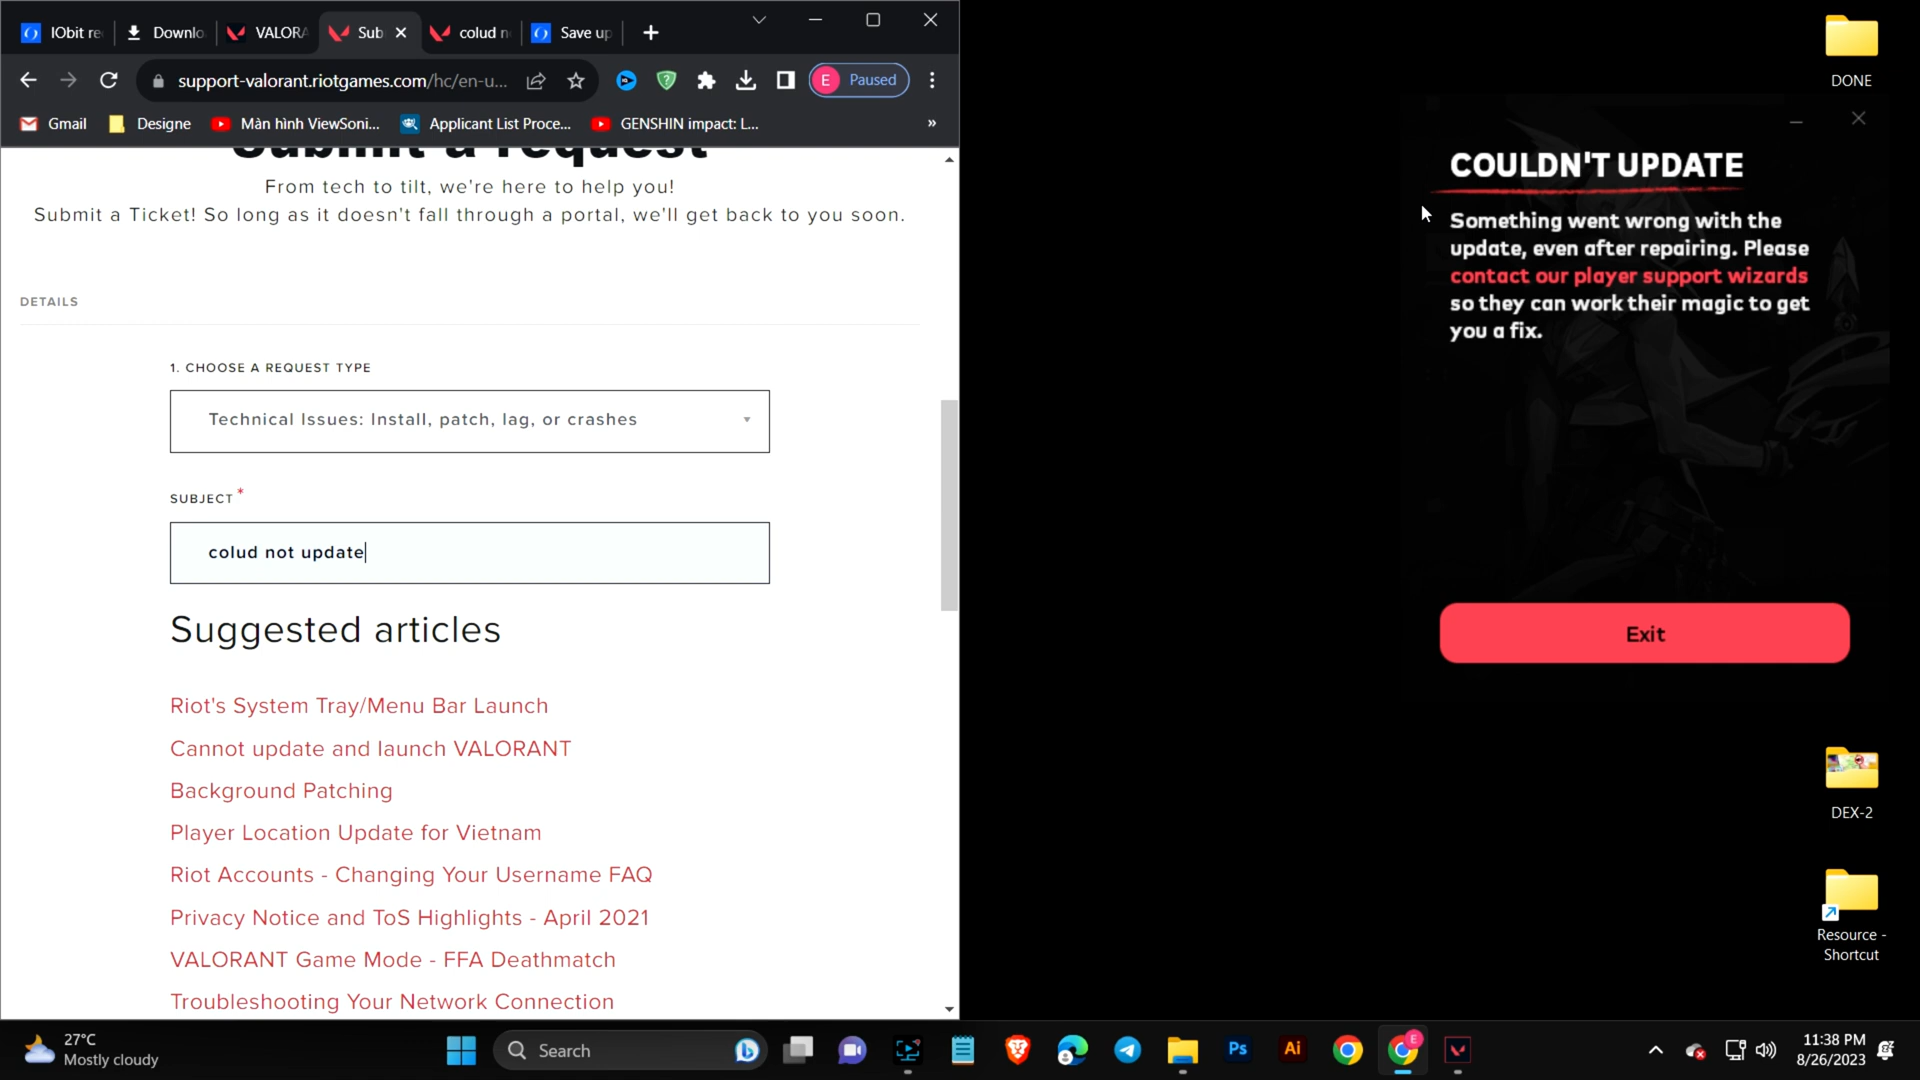 IObit re
Downlo
VALORA
Sub
colud n
Save up
support-valorant.riotgames.com/hc/en-u...
E
Paused
Gmail
Designe
Màn hình ViewSoni...
Applicant List Proce...
GENSHIN impact: L...
»
Submit a request
From tech to tilt, we're here to help you!
Submit a Ticket! So long as it doesn't fall through a portal, we'll get back to you soon.
DETAILS
1. CHOOSE A REQUEST TYPE
Technical Issues: Install, patch, lag, or crashes
SUBJECT *
colud not update
Suggested articles
Riot's System Tray/Menu Bar Launch
Cannot update and launch VALORANT
Background Patching
Player Location Update for Vietnam
Riot Accounts - Changing Your Username FAQ
Privacy Notice and ToS Highlights - April 2021
VALORANT Game Mode - FFA Deathmatch
Troubleshooting Your Network Connection
DONE
COULDN'T UPDATE
Something went wrong with the
update, even after repairing. Please
contact our player support wizards
so they can work their magic to get
you a fix.
Exit
DEX-2
Resource -
Shortcut
27°C
Mostly cloudy
Search
Ps
Ai
E
11:38 PM
8/26/2023